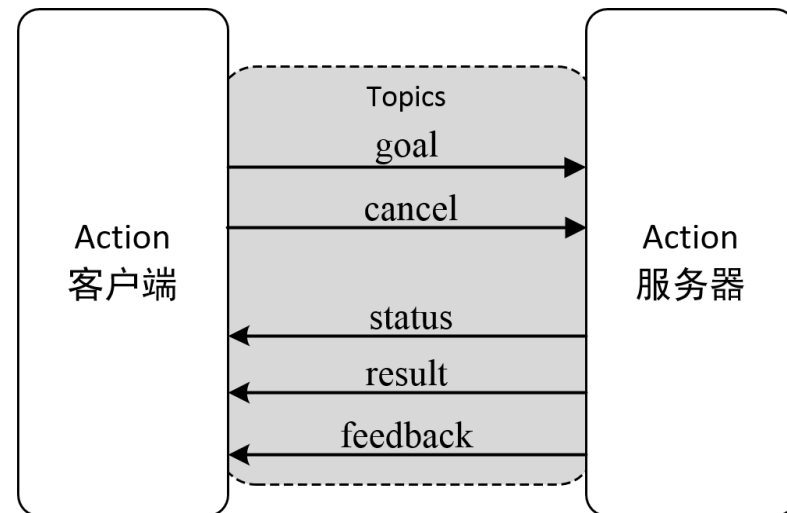 Topics
goal
cancel
Action
客户端
Action
服务器
status
result
feedback